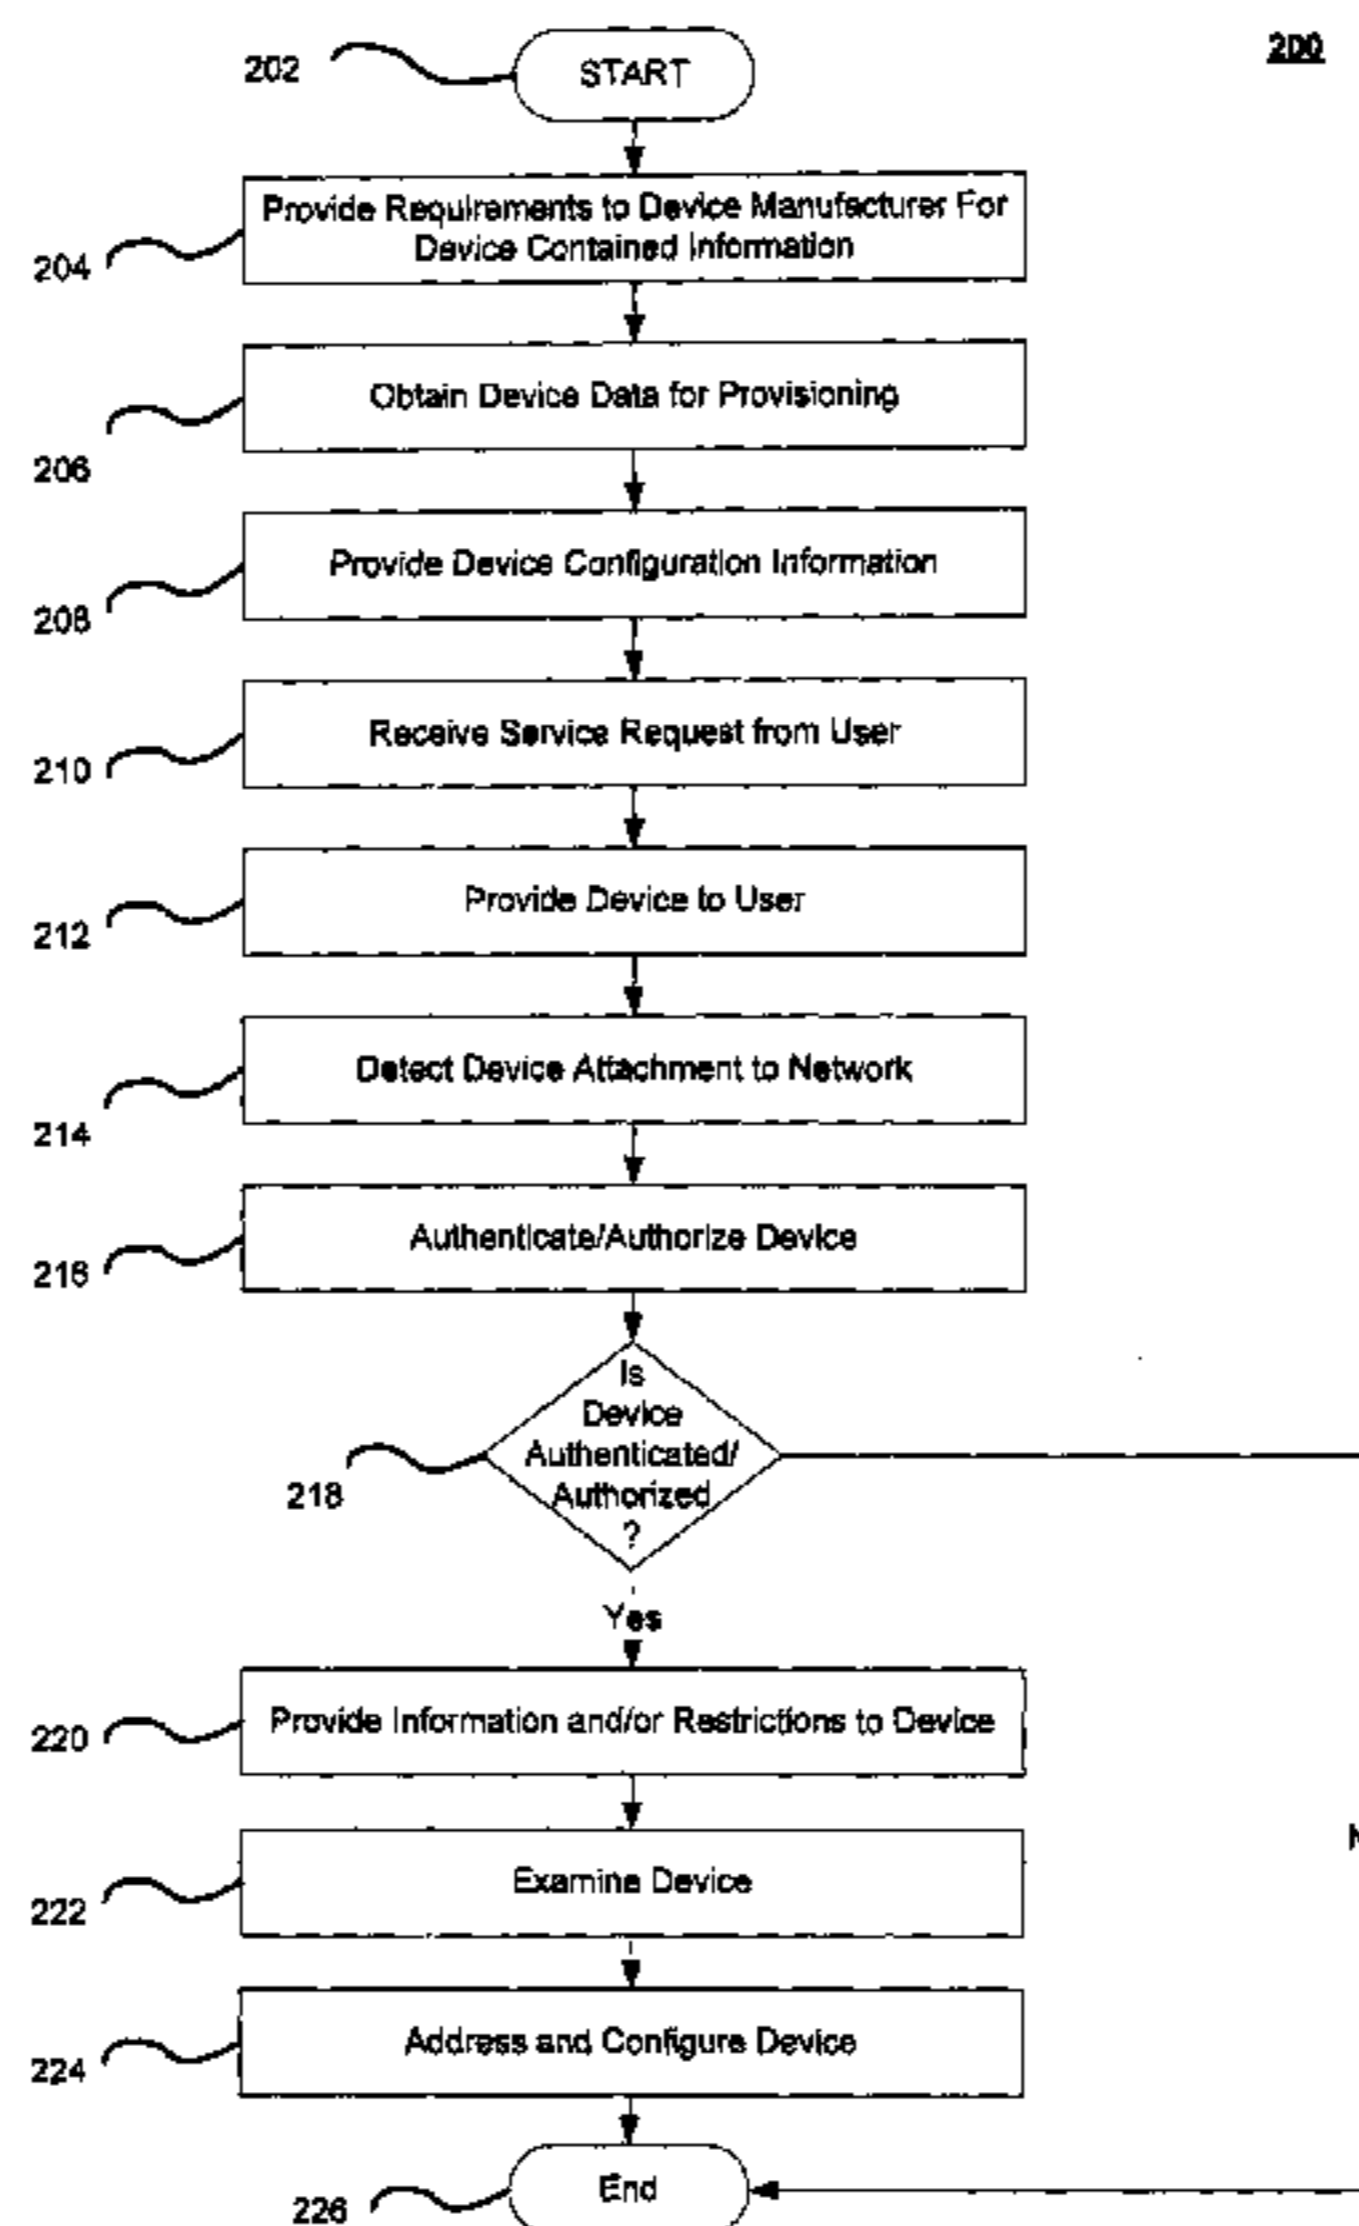 200
202
START
Provide Requirements to Device Manufacturer For
Device Contained Information
204
Obtain Device Data for Provisioning
206
Provide Device Configuration Information
208
Receive Service Request from User
210
Provide Device to User
212
Detect Device Attachment to Network
214
Authenticate/Authorize Device
216
Is
Device
Authenticated/
Authorized
?
218
Yes
Provide Information and/or Restrictions to Device
220
Examine Device
222
Address and Configure Device
224
End
226